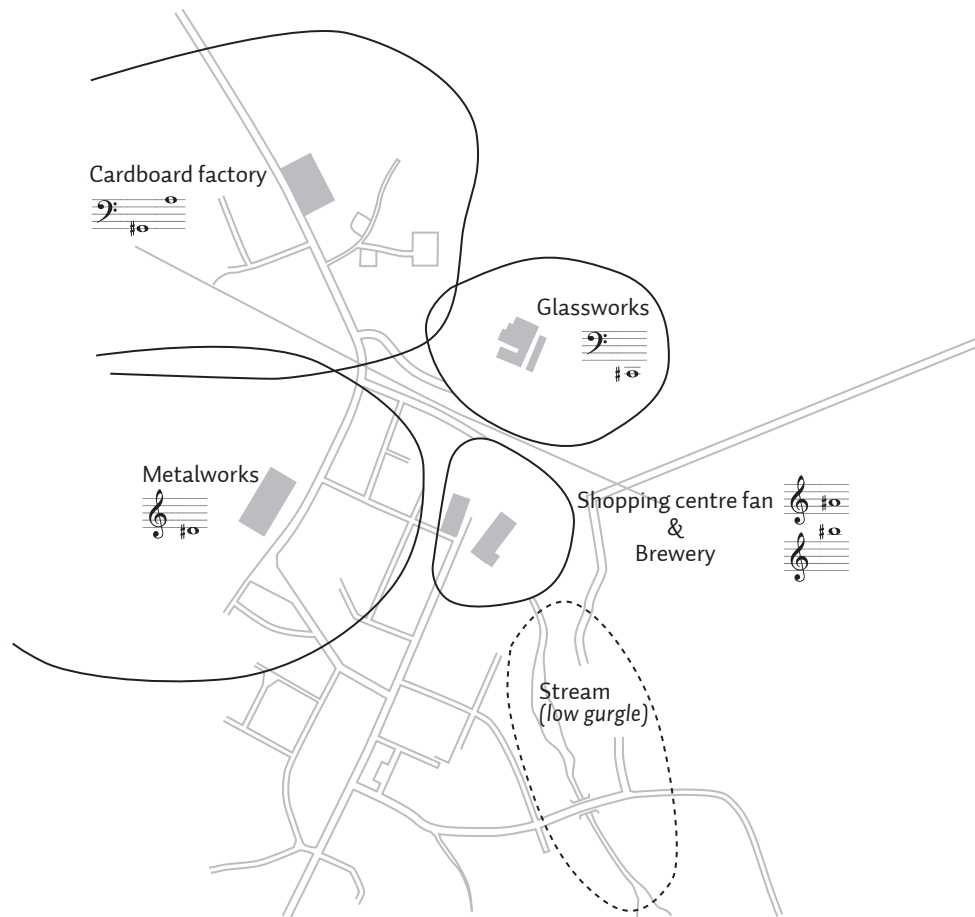 Cardboard factory
Glassworks
Metalworks
Shopping centre fan
&
Brewery
Stream
(low gurgle)